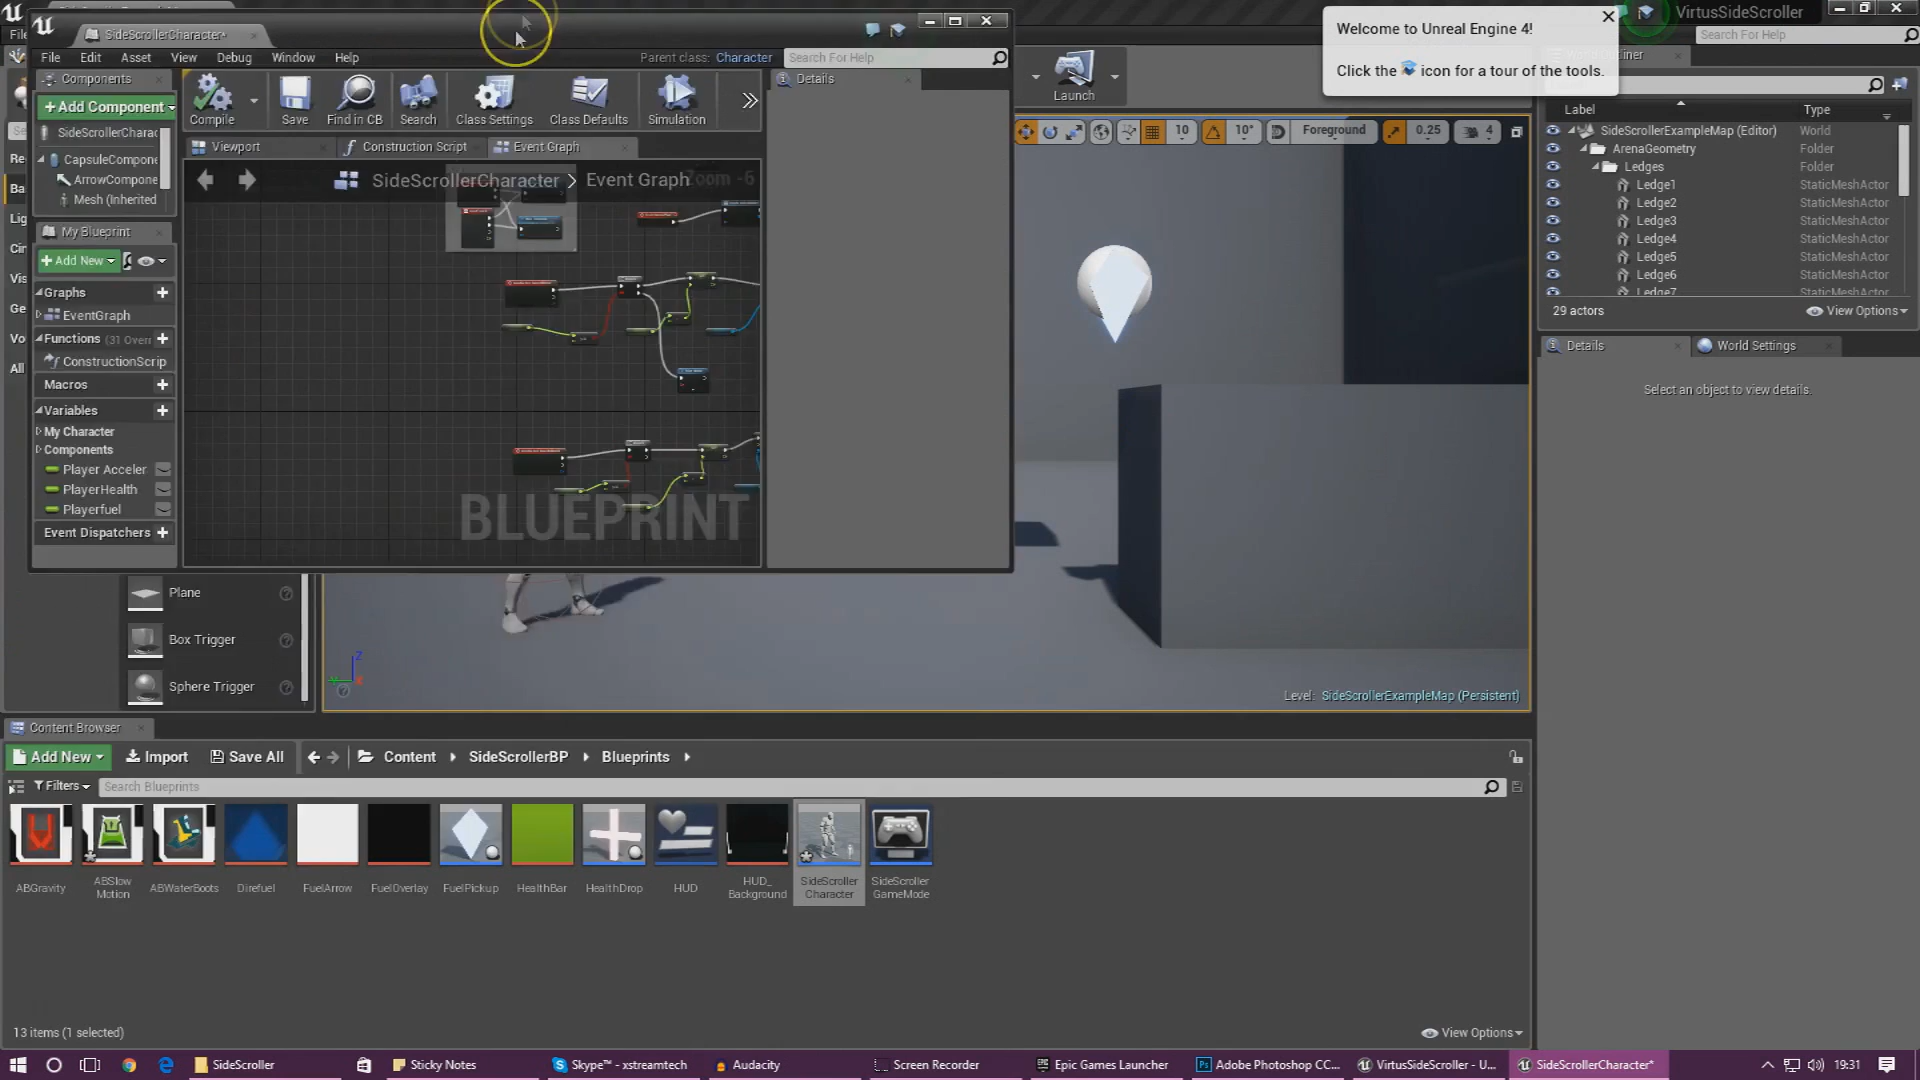 SideScrollerCharacter*
File Edit Asset View Debug Window Help
Parent class: Character
Search For Help
Components
+Add Component
SideScrollerCharac
CapsuleCompone
ArrowCompone
Mesh (Inherited
My Blueprint
+Add New
Graphs
EventGraph
Functions (31 Overr
ConstructionScrip
Macros
Variables
My Character
Components
Player Acceler
PlayerHealth
Playerfuel
Event Dispatchers
Compile
Save
Find in CB
Search
Class Settings
Class Defaults
Simulation
Viewport
Construction Script
Event Graph
SideScrollerCharacter > Event Graph
Zoom -6
BLUEPRINT
Details
Launch
10
10°
Foreground
0.25
4
Welcome to Unreal Engine 4!
Click the icon for a tour of the tools.
VirtusSideScroller
Search For Help
Label
Type
SideScrollerExampleMap (Editor) World
ArenaGeometry Folder
Ledges Folder
Ledge1 StaticMeshActor
Ledge2 StaticMeshActor
Ledge3 StaticMeshActor
Ledge4 StaticMeshActor
Ledge5 StaticMeshActor
Ledge6 StaticMeshActor
Ledge7 StaticMeshActor
29 actors
View Options
Details
World Settings
Select an object to view details.
Plane
Box Trigger
Sphere Trigger
Level: SideScrollerExampleMap (Persistent)
Content Browser
Add New
Import
Save All
Content
SideScrollerBP
Blueprints
Filters
Search Blueprints
ABGravity
ABSlow
Motion
ABWaterBoots
Direfuel
FuelArrow
FuelOverlay
FuelPickup
HealthBar
HealthDrop
HUD
HUD_
Background
SideScroller
Character
SideScroller
GameMode
13 items (1 selected)
View Options
SideScroller
Sticky Notes
Skype™ - xstreamtech
Audacity
Screen Recorder
Epic Games Launcher
Adobe Photoshop CC...
VirtusSideScroller - U...
SideScrollerCharacter*
19:31